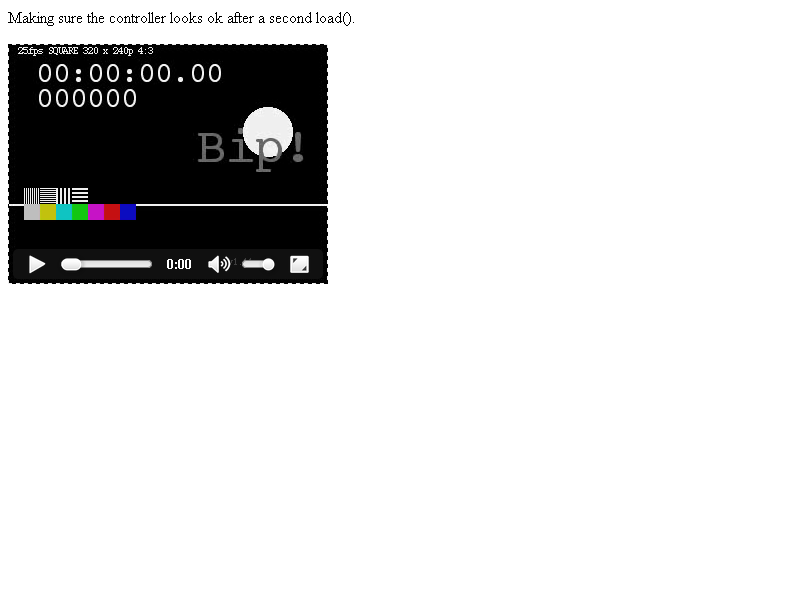 Making sure the controller looks ok after a second load().
25fps SQUARE 320 x 240p 4:3
00:00:00.00
000000
Bip!
0:00